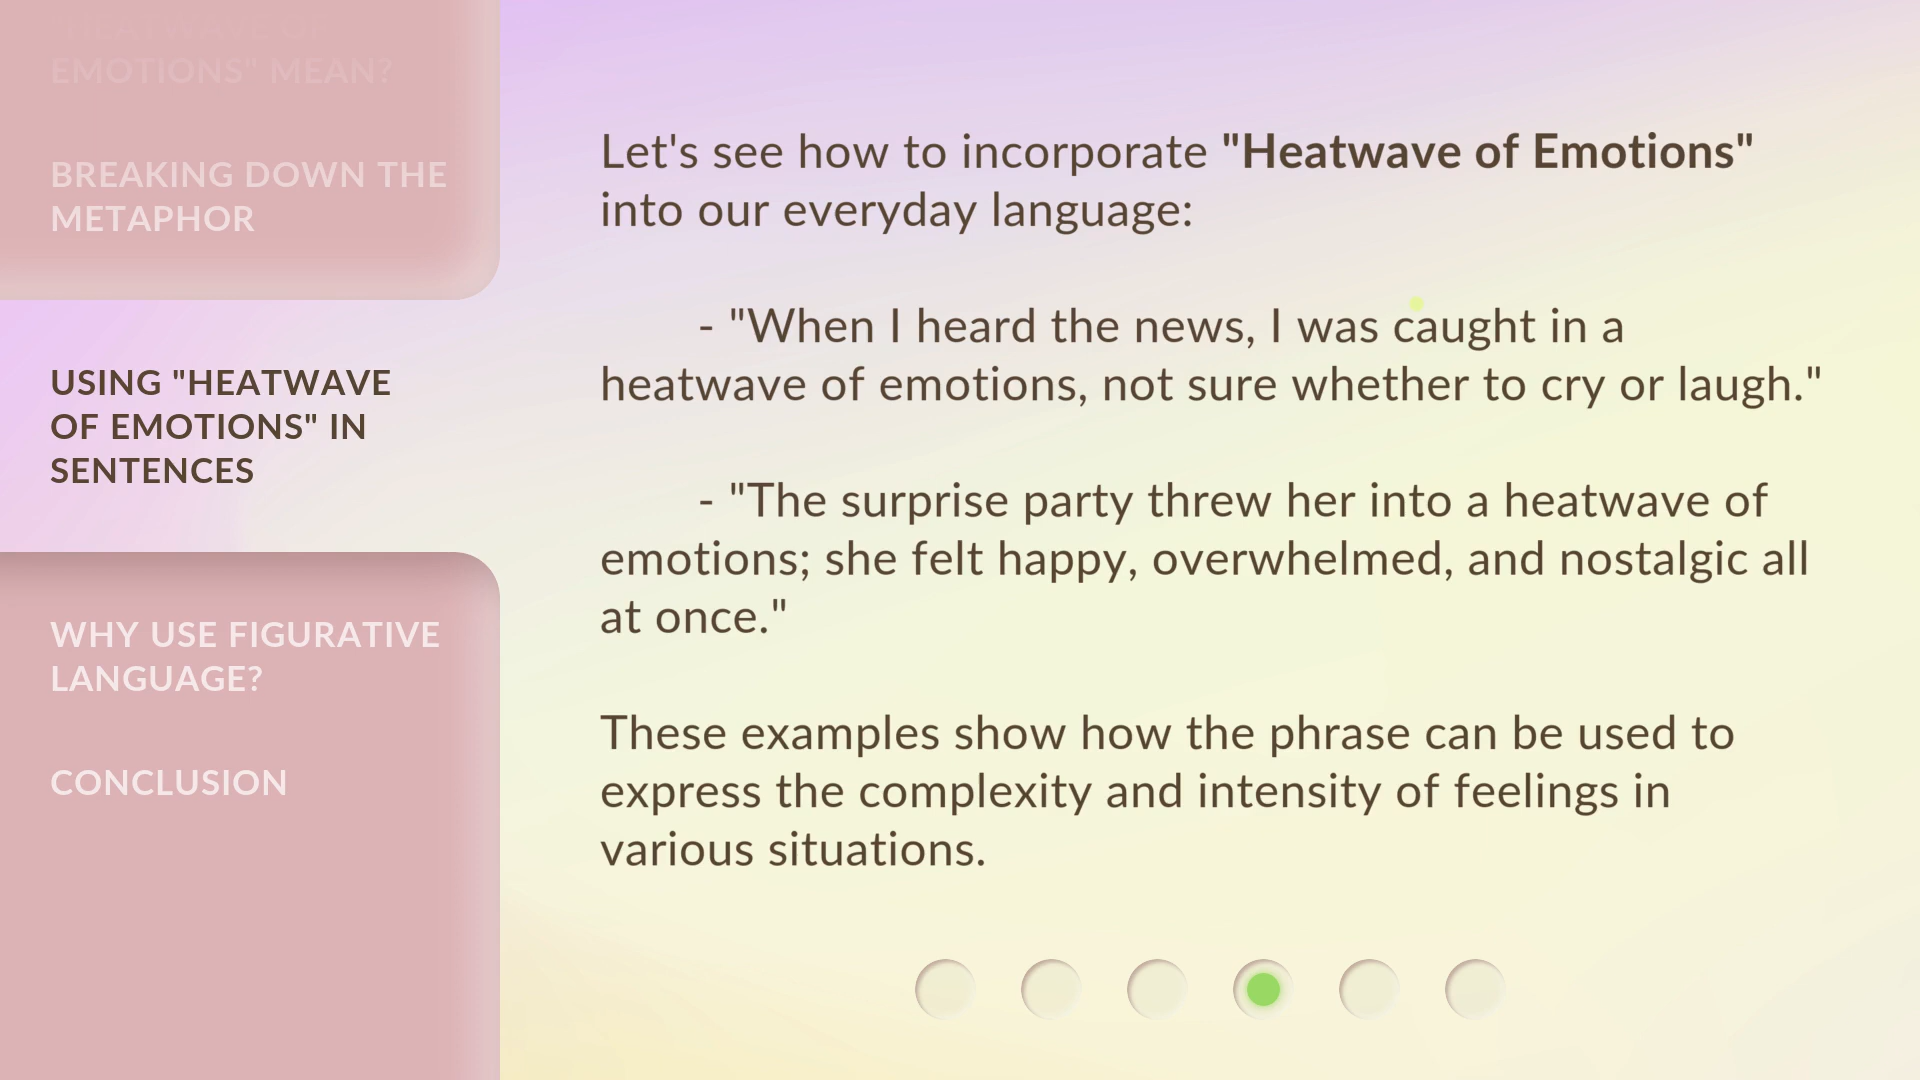 "HEATWAVE OF
EMOTIONS" MEAN?
BREAKING DOWN THE
METAPHOR
USING "HEATWAVE
OF EMOTIONS" IN
SENTENCES
WHY USE FIGURATIVE
LANGUAGE?
CONCLUSION
Let's see how to incorporate "Heatwave of Emotions"
into our everyday language:
- "When I heard the news, I was caught in a
heatwave of emotions, not sure whether to cry or laugh."
- "The surprise party threw her into a heatwave of
emotions; she felt happy, overwhelmed, and nostalgic all
at once."
These examples show how the phrase can be used to
express the complexity and intensity of feelings in
various situations.